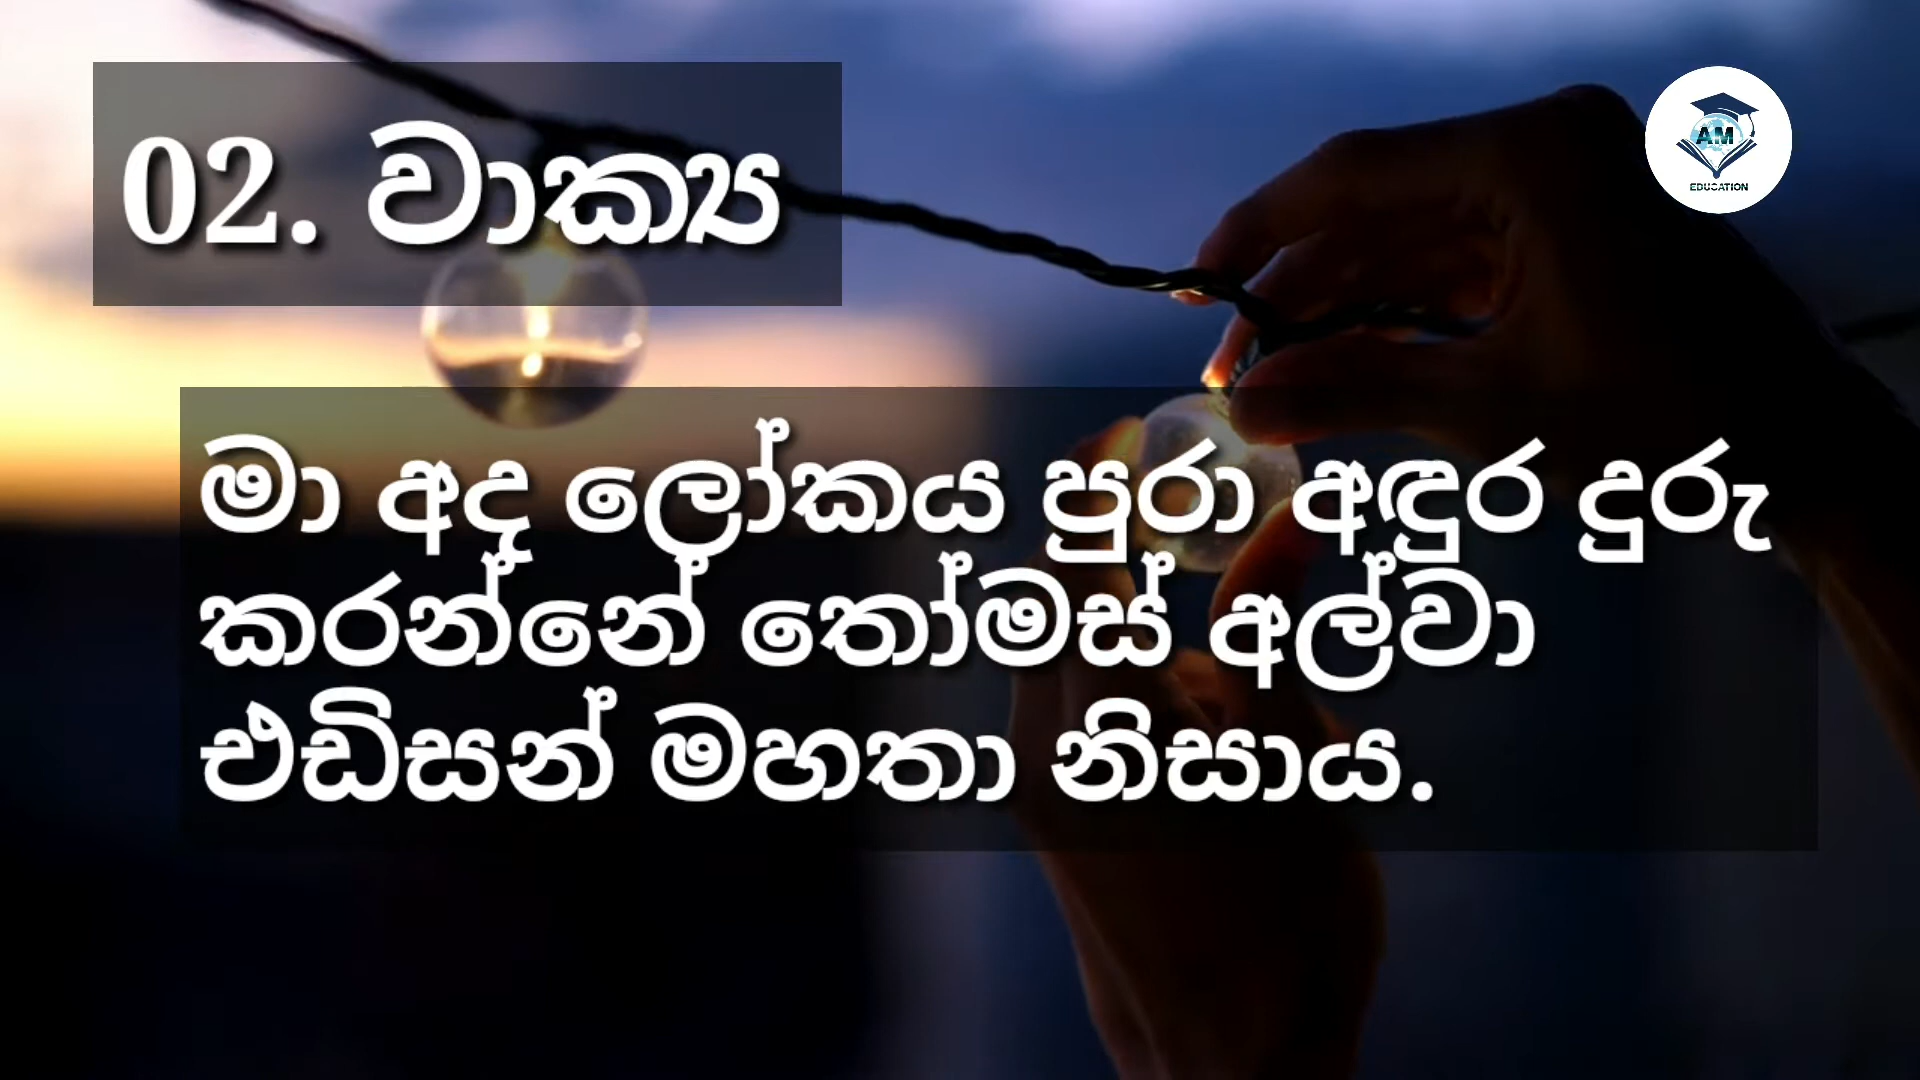 02. වාක්‍ය
AM
EDUCATION
මා අද ලෝකය පුරා අඳුර දුරු
කරන්නේ තෝමස් අල්වා
එඩිසන් මහතා නිසාය.